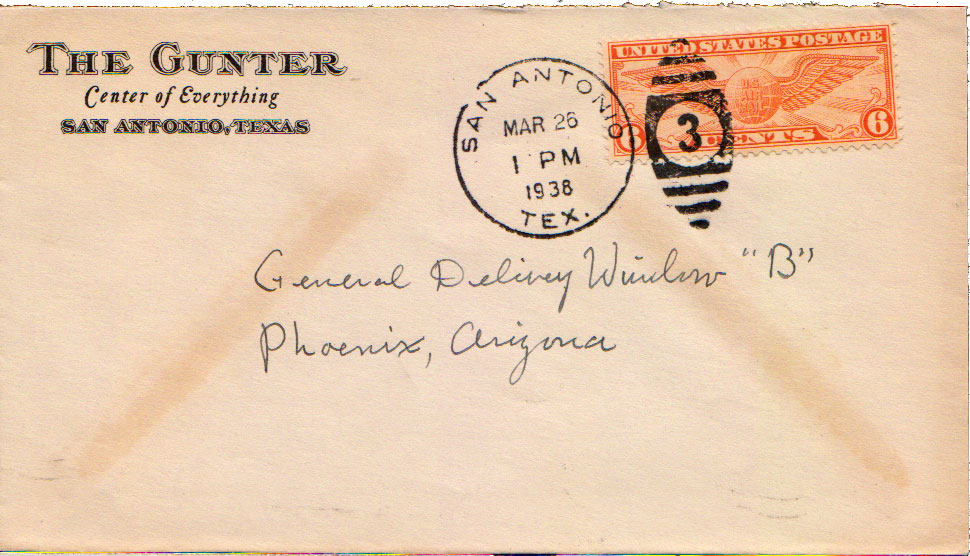 THE GUNTER
Center of Everything
SAN ANTONIO, TEXAS
SAN ANTONIO
MAR 26
1 PM
1938
TEX.
3
UNITED STATES POSTAGE
6 CENTS 6
General Delivey Window "B"
Phoenix, Arizona